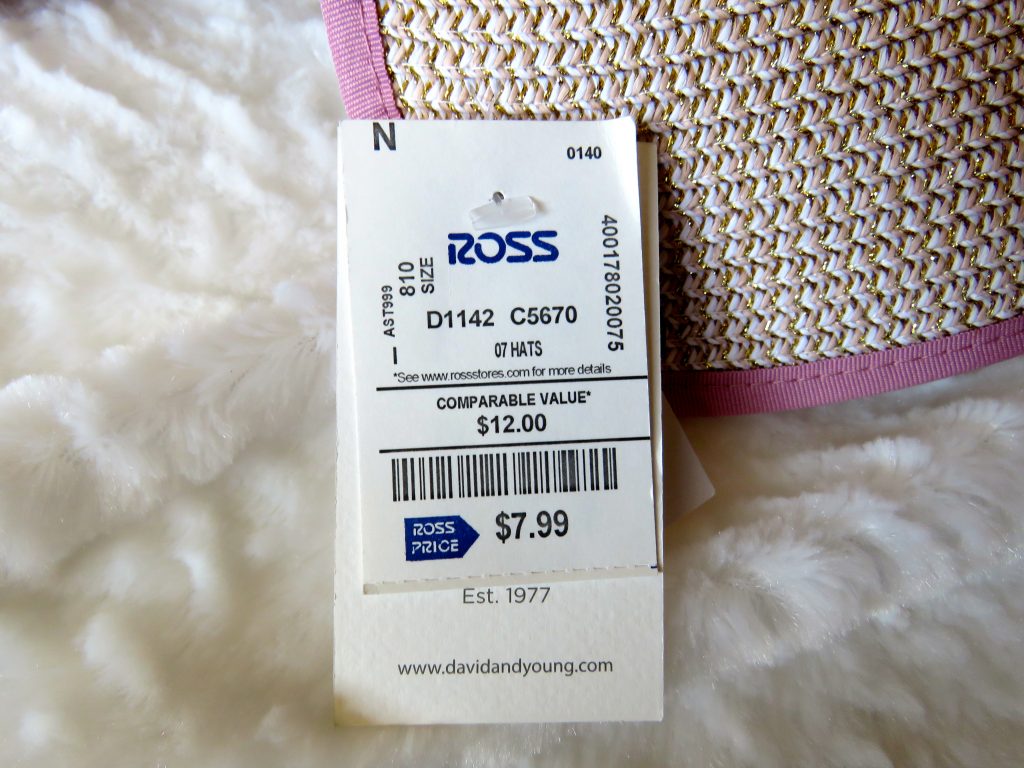 N
0140
ROSS
400178020075
AST999
810
SIZE
D1142 C5670
07 HATS
*See www.rossstores.com for more details
COMPARABLE VALUE*
$12.00
ROSS
PRICE
$7.99
Est. 1977
www.davidandyoung.com